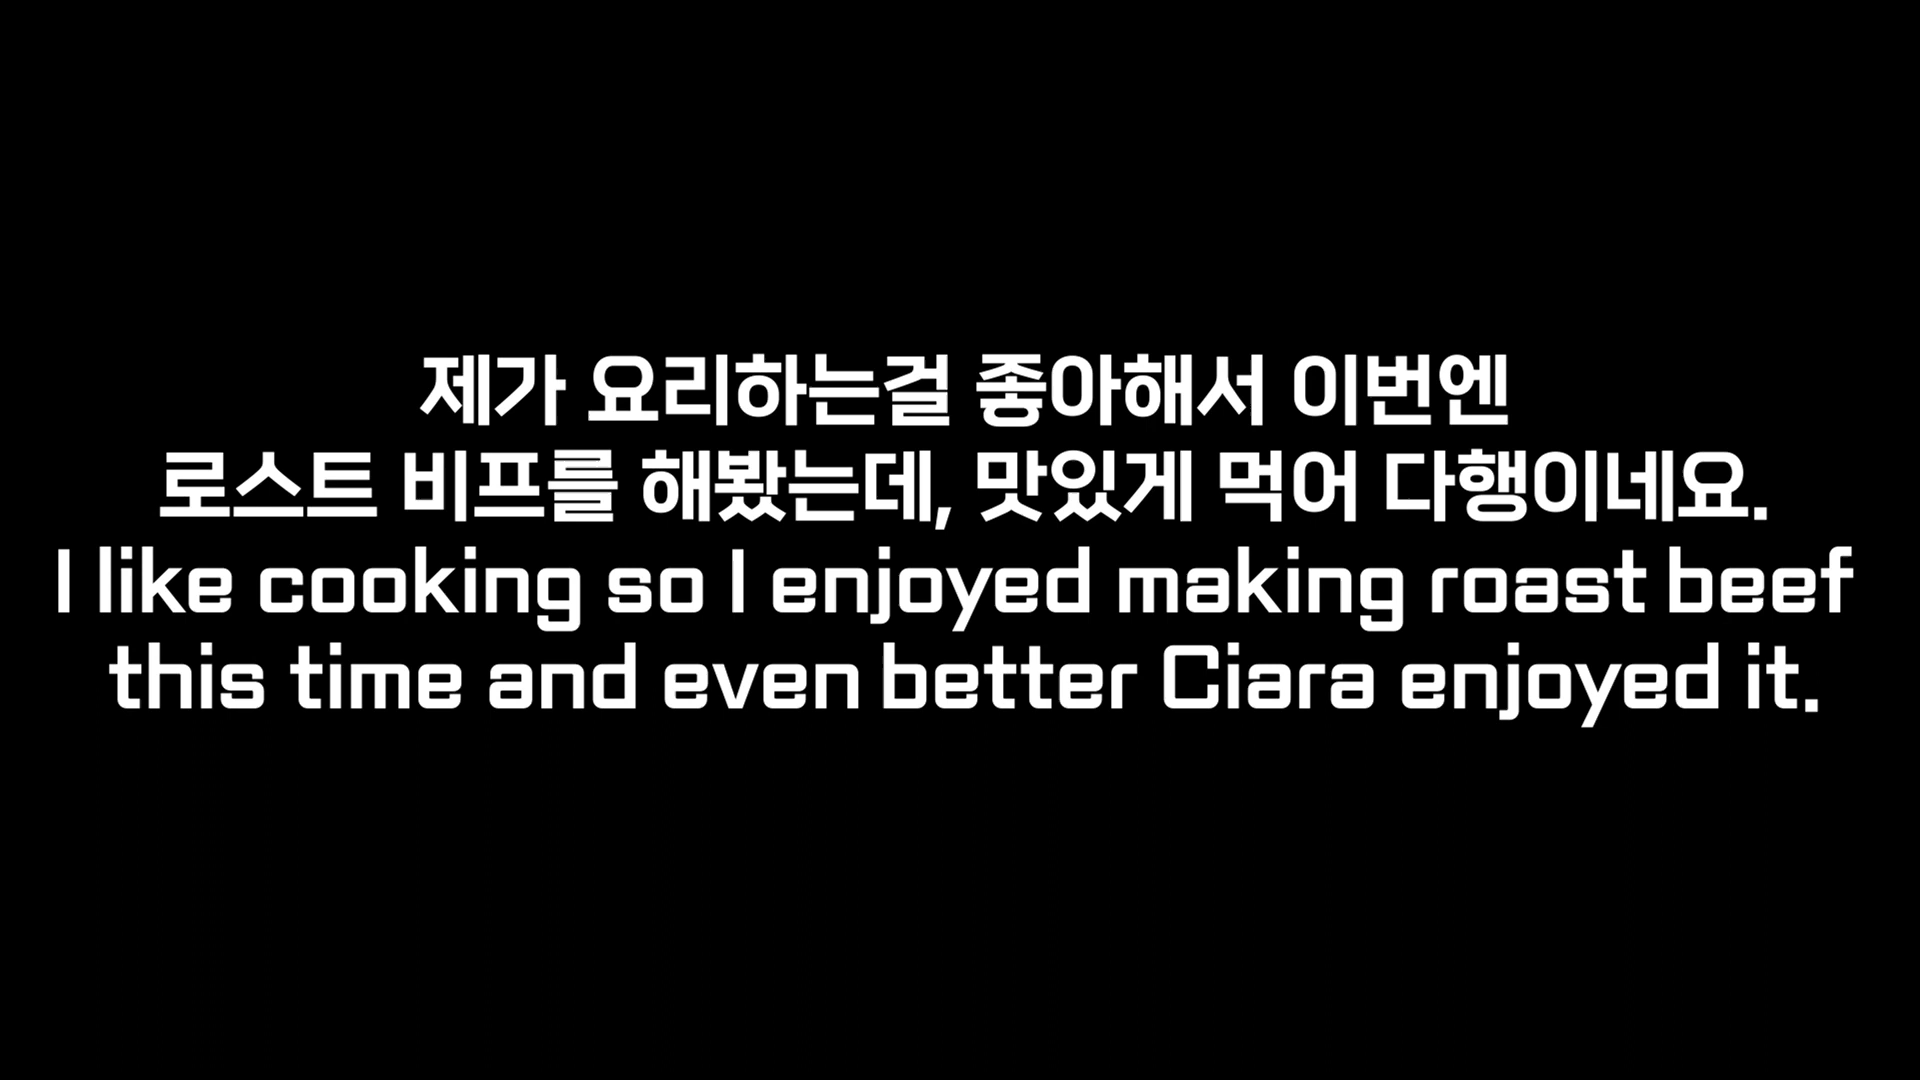 제가 요리하는걸 좋아해서 이번엔
로스트 비프를 해봤는데, 맛있게 먹어 다행이네요.
I like cooking so I enjoyed making roast beef
this time and even better Ciara enjoyed it.